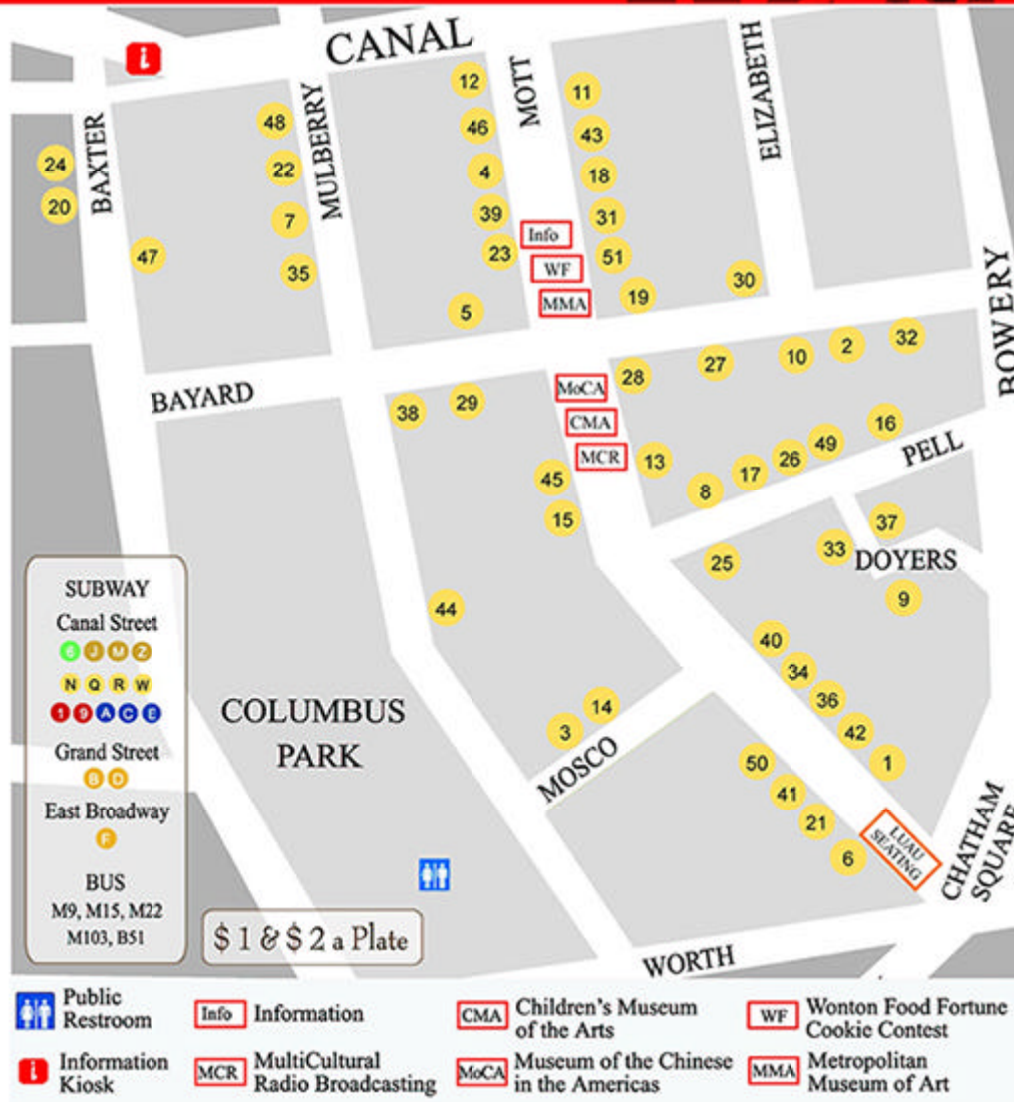 CANAL
MOTT
ELIZABETH
BAXTER
MULBERRY
BOWERY
12
11
46
43
48
24
22
4
18
20
39
31
7
Info
47
23
51
35
WF
30
5
MMA
19
BAYARD
MoCA
28
27
10
2
32
38
29
CMA
16
PELL
MCR
13
45
8
17
26
49
15
37
25
33
DOYERS
9
44
40
34
36
42
1
14
3
MOSCO
50
41
21
6
LUAU
SEATING
CHATHAM
SQUARE
COLUMBUS
PARK
WORTH
SUBWAY
Canal Street
6 J M Z
N Q R W
1 9 A C E
Grand Street
B D
East Broadway
F
BUS
M9, M15, M22
M103, B51
$1 & $2 a Plate
Public
Restroom
Info Information
CMA Children's Museum
of the Arts
WF Wonton Food Fortune
Cookie Contest
i Information
Kiosk
MCR MultiCultural
Radio Broadcasting
MoCA Museum of the Chinese
in the Americas
MMA Metropolitan
Museum of Art